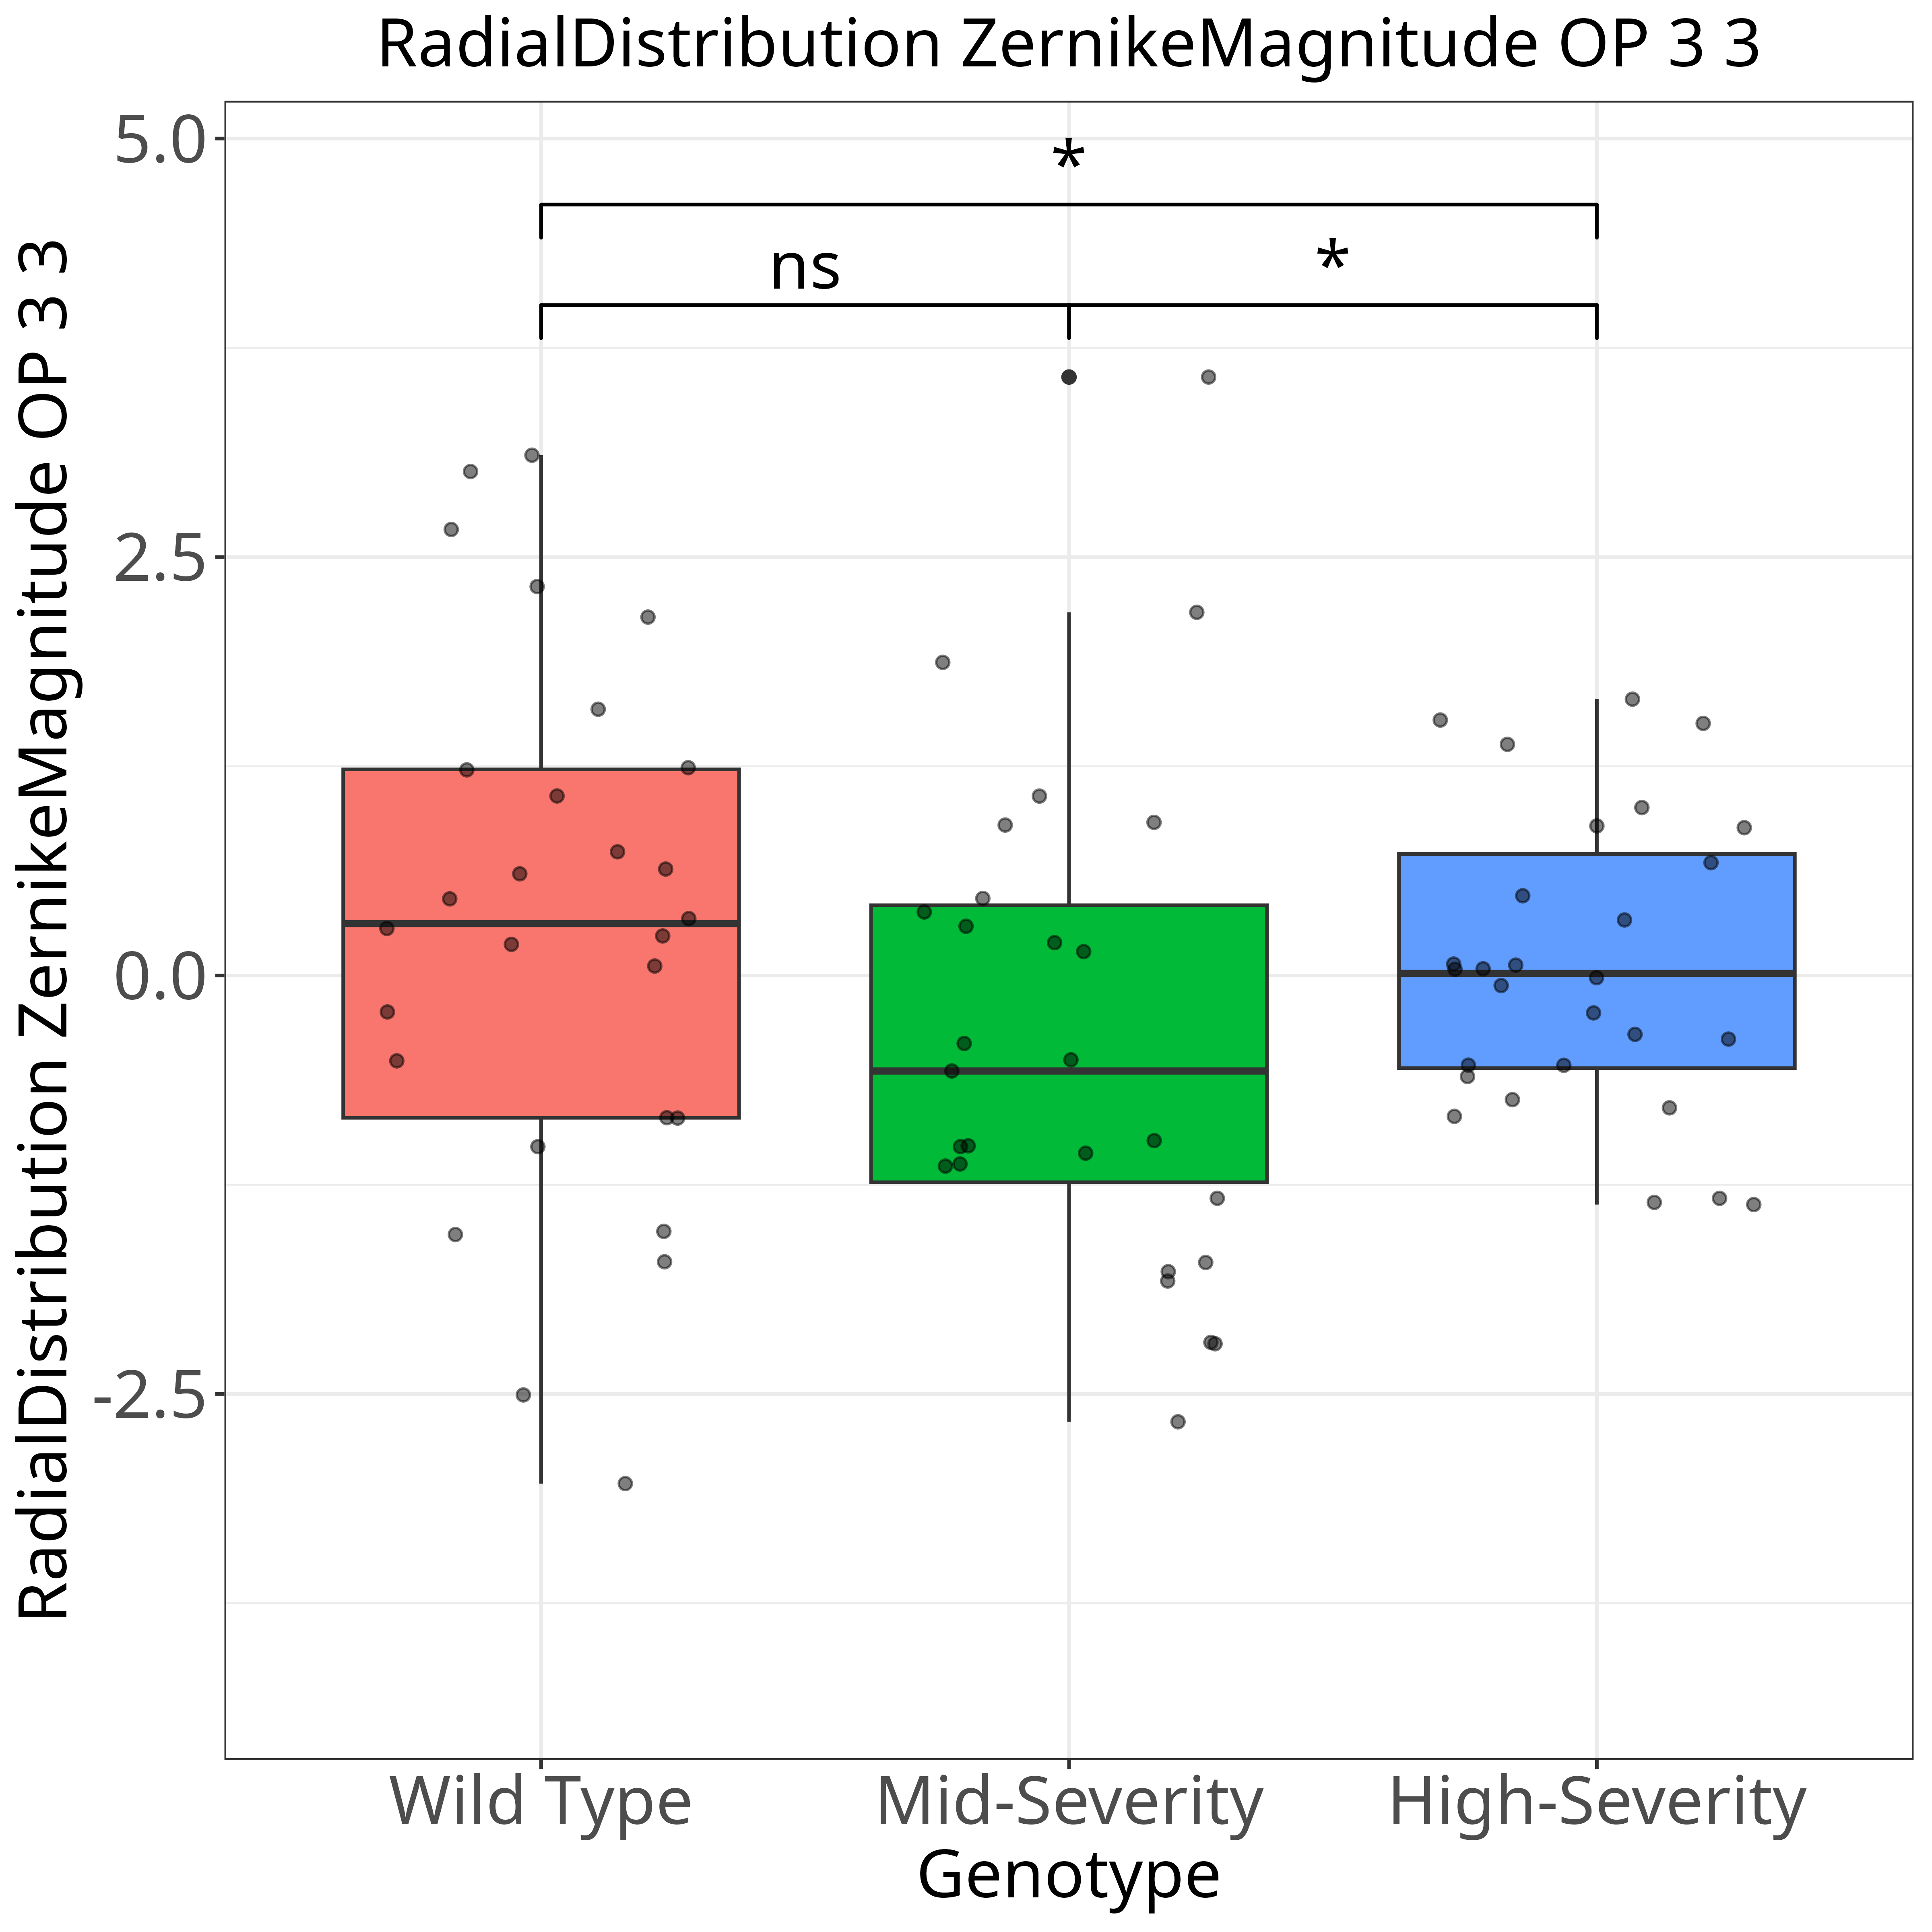 RadialDistribution ZernikeMagnitude OP 3 3
RadialDistribution ZernikeMagnitude OP 3 3
5.0
2.5
0.0
-2.5
*
ns
*
Wild Type
Mid-Severity
High-Severity
Genotype